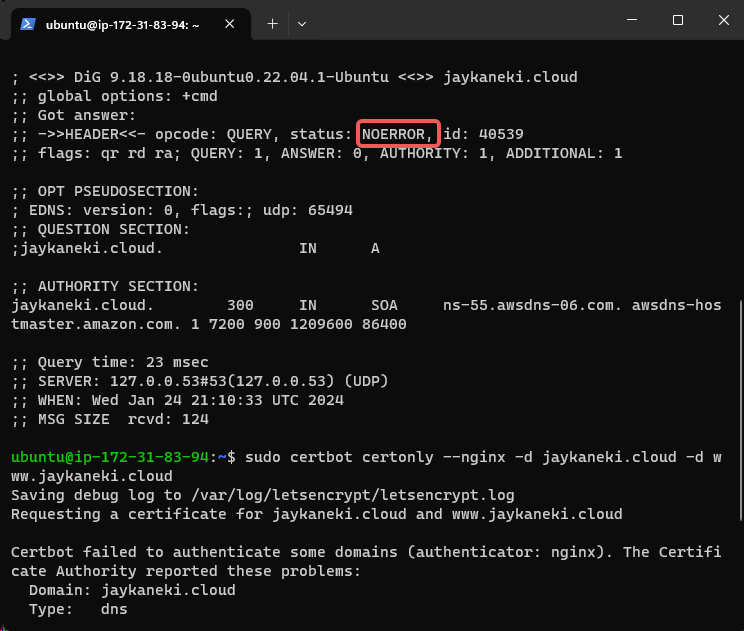 ubuntu@ip-172-31-83-94: ~
; <<>> DiG 9.18.18-0ubuntu0.22.04.1-Ubuntu <<>> jaykaneki.cloud
;; global options: +cmd
;; Got answer:
;; ->>HEADER<<- opcode: QUERY, status: NOERROR, id: 40539
;; flags: qr rd ra; QUERY: 1, ANSWER: 0, AUTHORITY: 1, ADDITIONAL: 1
;; OPT PSEUDOSECTION:
; EDNS: version: 0, flags:; udp: 65494
;; QUESTION SECTION:
;jaykaneki.cloud. IN A
;; AUTHORITY SECTION:
jaykaneki.cloud. 300 IN SOA ns-55.awsdns-06.com. awsdns-hos
tmaster.amazon.com. 1 7200 900 1209600 86400
;; Query time: 23 msec
;; SERVER: 127.0.0.53#53(127.0.0.53) (UDP)
;; WHEN: Wed Jan 24 21:10:33 UTC 2024
;; MSG SIZE rcvd: 124
ubuntu@ip-172-31-83-94:~$ sudo certbot certonly --nginx -d jaykaneki.cloud -d w
ww.jaykaneki.cloud
Saving debug log to /var/log/letsencrypt/letsencrypt.log
Requesting a certificate for jaykaneki.cloud and www.jaykaneki.cloud
Certbot failed to authenticate some domains (authenticator: nginx). The Certifi
cate Authority reported these problems:
Domain: jaykaneki.cloud
Type: dns